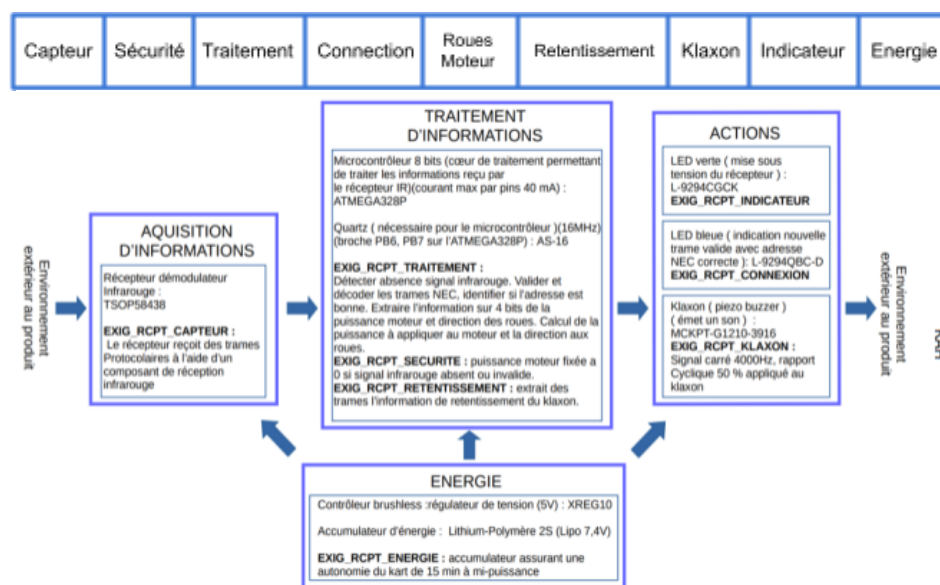 Capteur
Sécurité
Traitement
Connection
Roues
Moteur
Retentissement
Klaxon
Indicateur
Energie
Environnement
extérieur au produit
AQUISITION
D'INFORMATIONS
Récepteur démodulateur
Infrarouge :
TSOP58438
EXIG_RCPT_CAPTEUR :
Le récepteur reçoit des trames
Protocolaires à l'aide d'un
composant de réception
infrarouge
TRAITEMENT
D'INFORMATIONS
Microcontrôleur 8 bits (cœur de traitement permettant
de traiter les informations reçu par
le récepteur IR)(courant max par pins 40 mA) :
ATMEGA328P
Quartz ( nécessaire pour le microcontrôleur )(16MHz)
(broche PB6, PB7 sur l'ATMEGA328P) : AS-16
EXIG_RCPT_TRAITEMENT :
Détecter absence signal infrarouge. Valider et
décoder les trames NEC, identifier si l'adresse est
bonne. Extraire l'information sur 4 bits de la
puissance moteur et direction des roues. Calcul de la
puissance à appliquer au moteur et la direction aux
roues.
EXIG_RCPT_SECURITE : puissance moteur fixée a
0 si signal infrarouge absent ou invalide.
EXIG_RCPT_RETENTISSEMENT : extrait des
trames l'information de retentissement du klaxon.
ACTIONS
LED verte ( mise sous
tension du récepteur ) :
L-9294CGCK
EXIG_RCPT_INDICATEUR
LED bleue ( indication nouvelle
trame valide avec adresse
NEC correcte ): L-9294QBC-D
EXIG_RCPT_CONNEXION
Klaxon ( piezo buzzer )
( émet un son ) :
MCKPT-G1210-3916
EXIG_RCPT_KLAXON :
Signal carré 4000Hz, rapport
Cyclique 50 % appliqué au
klaxon
Environnement
extérieur au produit
ENERGIE
Contrôleur brushless :régulateur de tension (5V) : XREG10
Accumulateur d'énergie : Lithium-Polymère 2S (Lipo 7,4V)
EXIG_RCPT_ENERGIE : accumulateur assurant une
autonomie du kart de 15 min à mi-puissance